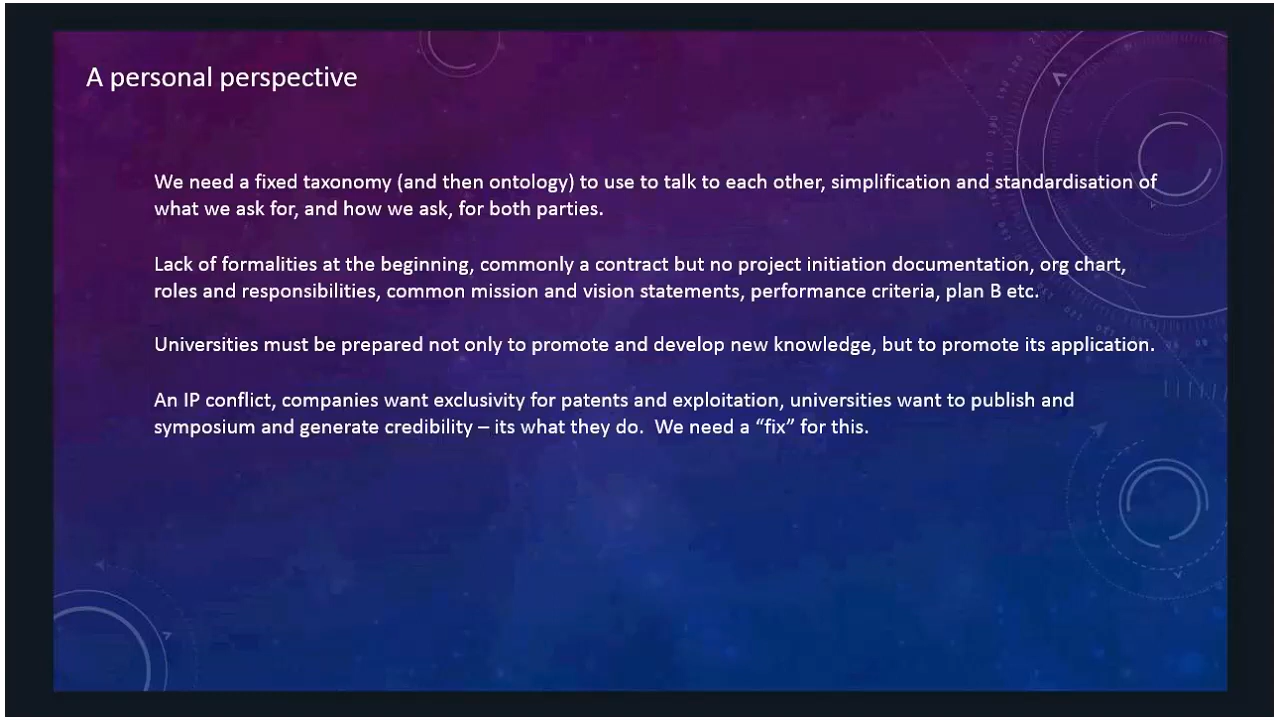 A personal perspective
We need a fixed taxonomy (and then ontology) to use to talk to each other, simplification and standardisation of
what we ask for, and how we ask, for both parties.
Lack of formalities at the beginning, commonly a contract but no project initiation documentation, org chart,
roles and responsibilities, common mission and vision statements, performance criteria, plan B etc.
Universities must be prepared not only to promote and develop new knowledge, but to promote its application.
An IP conflict, companies want exclusivity for patents and exploitation, universities want to publish and
symposium and generate credibility – its what they do.  We need a “fix” for this.